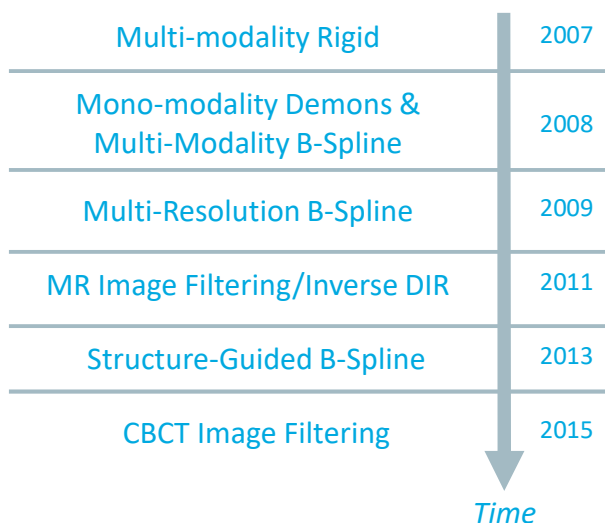 Multi-modality Rigid 2007
Mono-modality Demons &
Multi-Modality B-Spline 2008
Multi-Resolution B-Spline 2009
MR Image Filtering/Inverse DIR 2011
Structure-Guided B-Spline 2013
CBCT Image Filtering 2015
Time